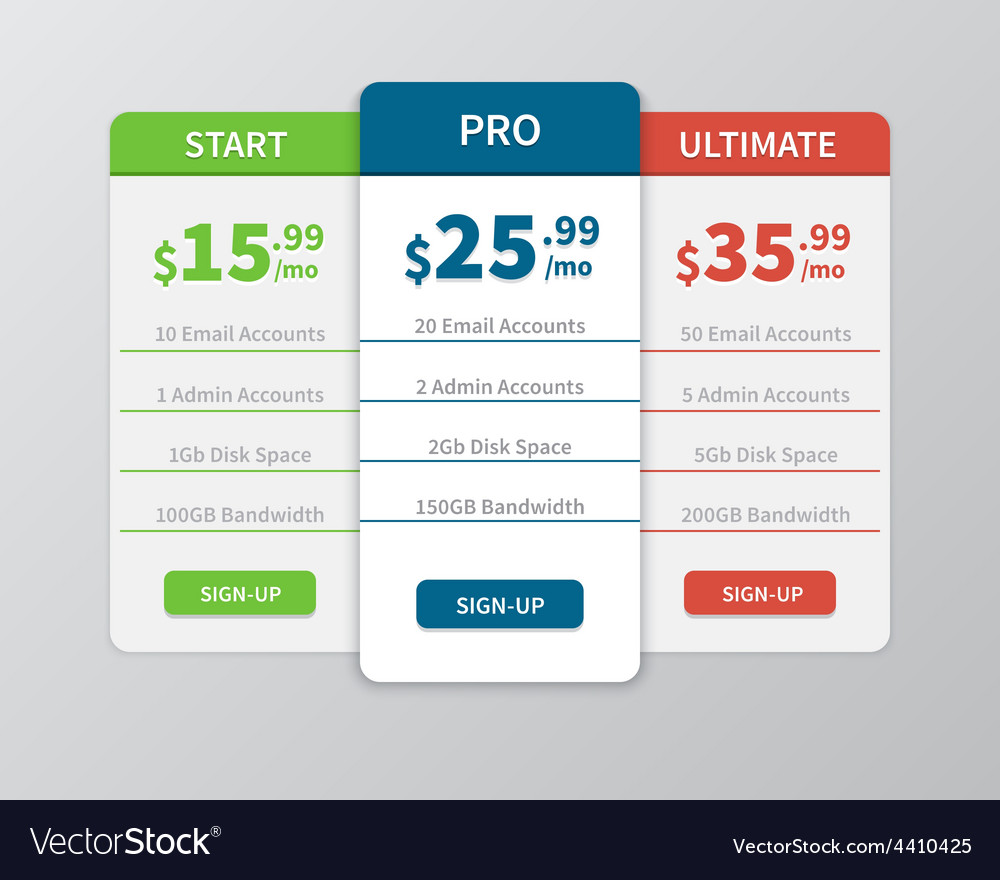 START
$15.99/mo
10 Email Accounts
1 Admin Accounts
1Gb Disk Space
100GB Bandwidth
SIGN-UP
PRO
$25.99/mo
20 Email Accounts
2 Admin Accounts
2Gb Disk Space
150GB Bandwidth
SIGN-UP
ULTIMATE
$35.99/mo
50 Email Accounts
5 Admin Accounts
5Gb Disk Space
200GB Bandwidth
SIGN-UP
VectorStock®
VectorStock.com/4410425